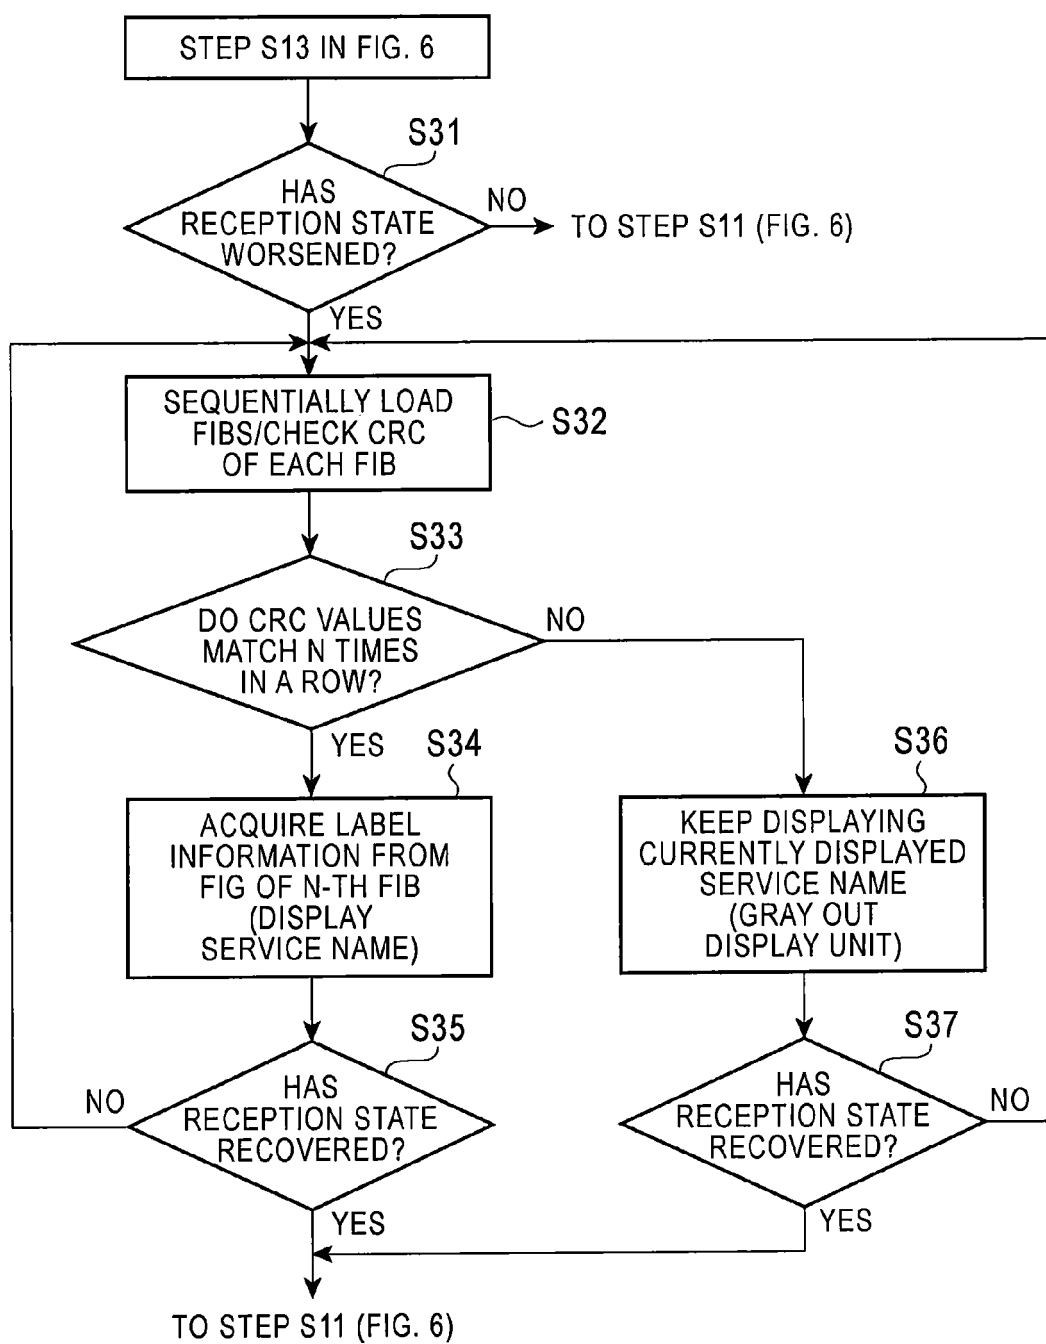 STEP S13 IN FIG. 6
S31
HAS
RECEPTION STATE
WORSENED?
NO
TO STEP S11 (FIG. 6)
YES
SEQUENTIALLY LOAD
FIBS/CHECK CRC
OF EACH FIB
S32
S33
DO CRC VALUES
MATCH N TIMES
IN A ROW?
NO
YES
S34
ACQUIRE LABEL
INFORMATION FROM
FIG OF N-TH FIB
(DISPLAY
SERVICE NAME)
S36
KEEP DISPLAYING
CURRENTLY DISPLAYED
SERVICE NAME
(GRAY OUT
DISPLAY UNIT)
S35
HAS
RECEPTION STATE
RECOVERED?
NO
YES
S37
HAS
RECEPTION STATE
RECOVERED?
NO
YES
TO STEP S11 (FIG. 6)